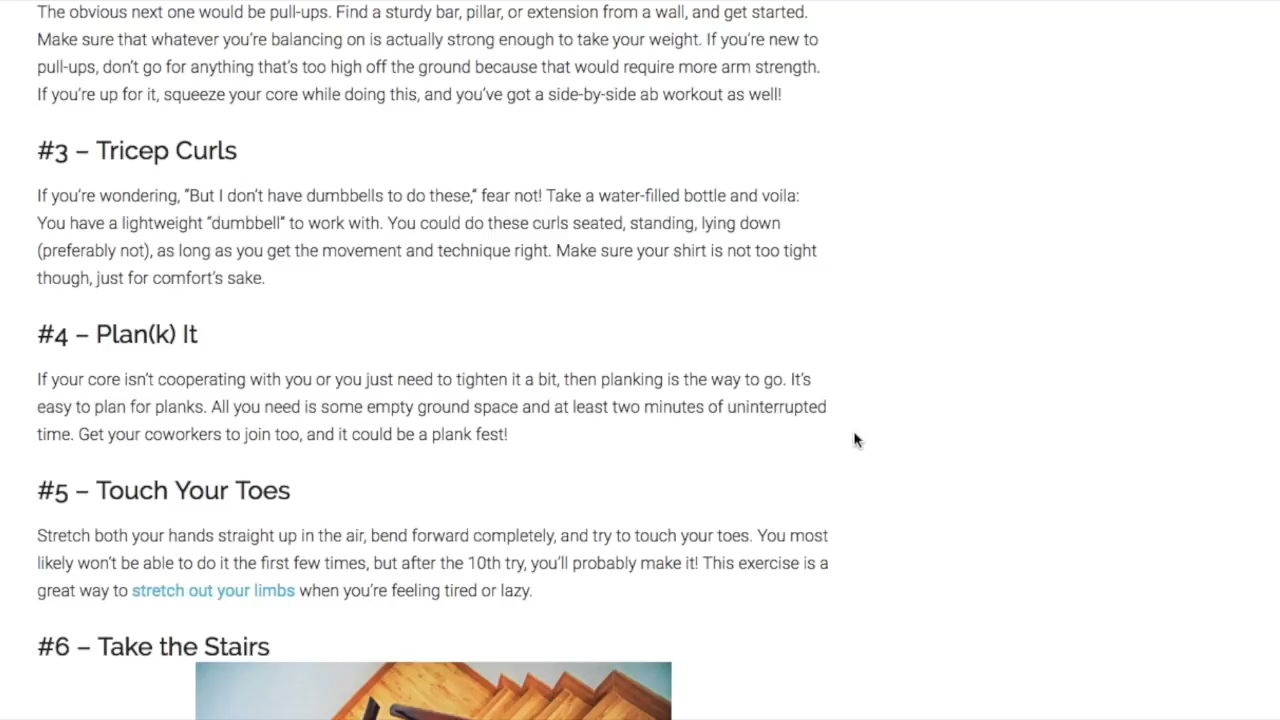 The obvious next one would be pull-ups. Find a sturdy bar, pillar, or extension from a wall, and get started.
Make sure that whatever you're balancing on is actually strong enough to take your weight. If you're new to
pull-ups, don't go for anything that's too high off the ground because that would require more arm strength.
If you're up for it, squeeze your core while doing this, and you've got a side-by-side ab workout as well!
#3 – Tricep Curls
If you're wondering, "But I don't have dumbbells to do these," fear not! Take a water-filled bottle and voila:
You have a lightweight "dumbbell" to work with. You could do these curls seated, standing, lying down
(preferably not), as long as you get the movement and technique right. Make sure your shirt is not too tight
though, just for comfort's sake.
#4 – Plan(k) It
If your core isn't cooperating with you or you just need to tighten it a bit, then planking is the way to go. It's
easy to plan for planks. All you need is some empty ground space and at least two minutes of uninterrupted
time. Get your coworkers to join too, and it could be a plank fest!
#5 – Touch Your Toes
Stretch both your hands straight up in the air, bend forward completely, and try to touch your toes. You most
likely won't be able to do it the first few times, but after the 10th try, you'll probably make it! This exercise is a
great way to stretch out your limbs when you're feeling tired or lazy.
#6 – Take the Stairs